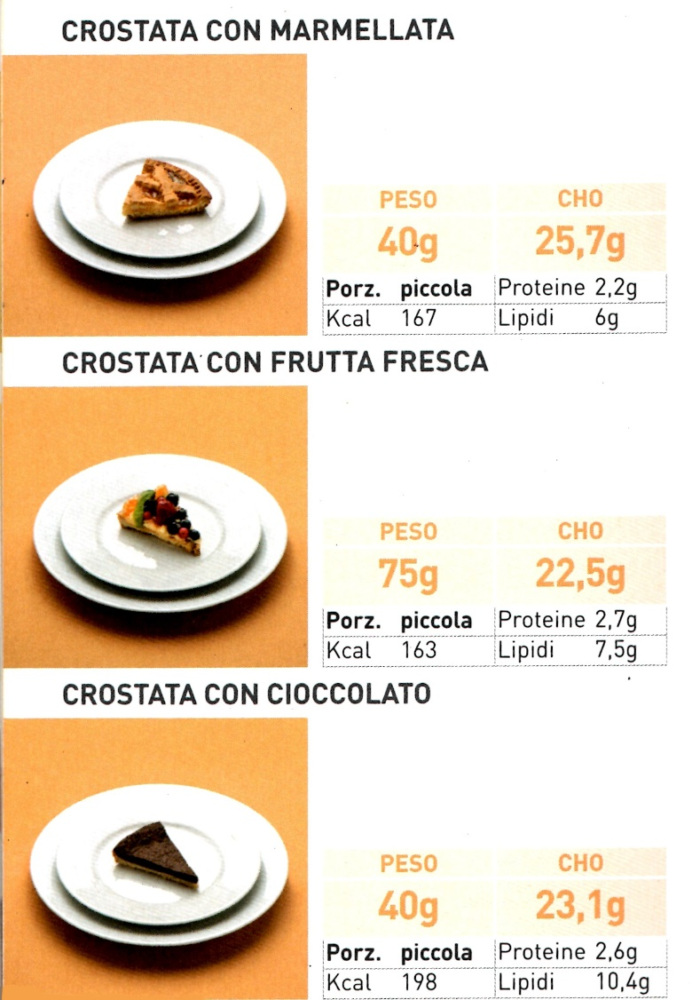 CROSTATA CON MARMELLATA
PESO CHO
40g 25,7g
Porz. piccola Proteine 2,2g
Kcal 167 Lipidi 6g
CROSTATA CON FRUTTA FRESCA
PESO CHO
75g 22,5g
Porz. piccola Proteine 2,7g
Kcal 163 Lipidi 7,5g
CROSTATA CON CIOCCOLATO
PESO CHO
40g 23,1g
Porz. piccola Proteine 2,6g
Kcal 198 Lipidi 10,4g